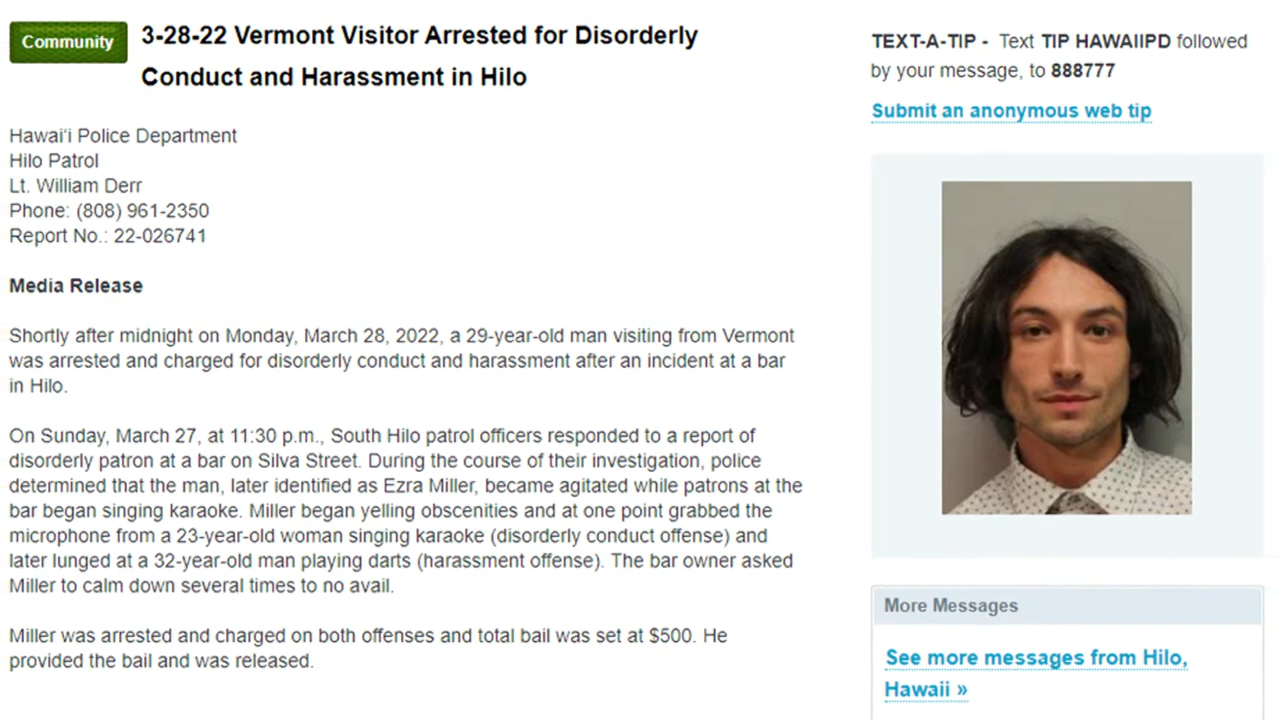 Community
3-28-22 Vermont Visitor Arrested for Disorderly
Conduct and Harassment in Hilo
Hawai‘i Police Department
Hilo Patrol
Lt. William Derr
Phone: (808) 961-2350
Report No.: 22-026741
Media Release
Shortly after midnight on Monday, March 28, 2022, a 29-year-old man visiting from Vermont
was arrested and charged for disorderly conduct and harassment after an incident at a bar
in Hilo.
On Sunday, March 27, at 11:30 p.m., South Hilo patrol officers responded to a report of
disorderly patron at a bar on Silva Street. During the course of their investigation, police
determined that the man, later identified as Ezra Miller, became agitated while patrons at the
bar began singing karaoke. Miller began yelling obscenities and at one point grabbed the
microphone from a 23-year-old woman singing karaoke (disorderly conduct offense) and
later lunged at a 32-year-old man playing darts (harassment offense). The bar owner asked
Miller to calm down several times to no avail.
Miller was arrested and charged on both offenses and total bail was set at $500. He
provided the bail and was released.
TEXT-A-TIP - Text TIP HAWAIIPD followed
by your message, to 888777
Submit an anonymous web tip
More Messages
See more messages from Hilo,
Hawaii »